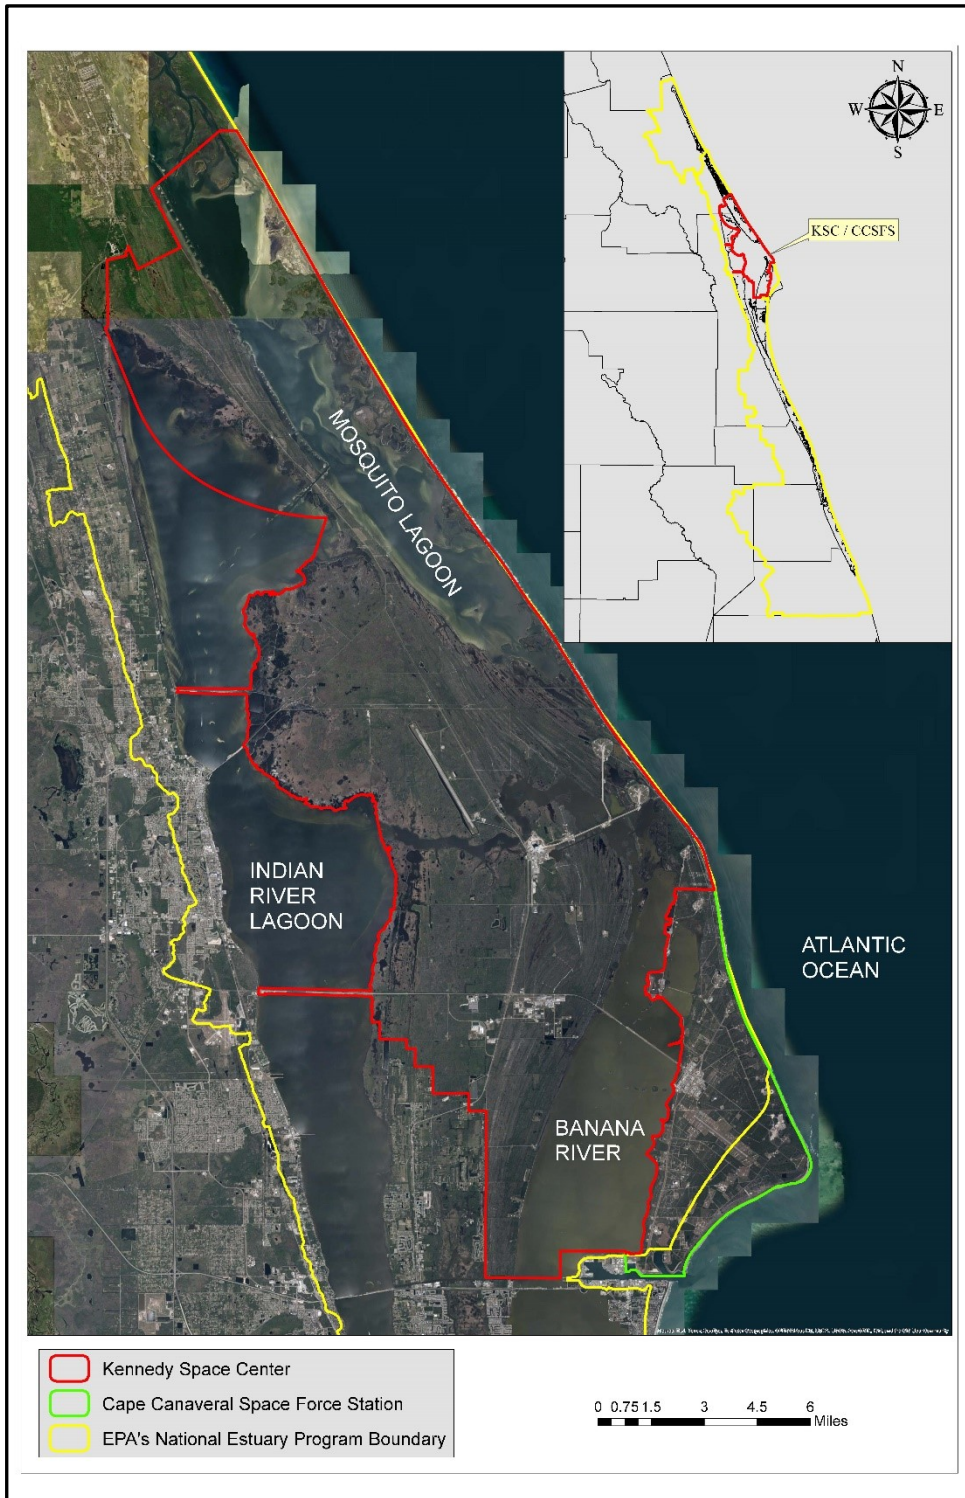 N
W E
S
KSC / CCSFS
MOSQUITO LAGOON
INDIAN
RIVER
LAGOON
ATLANTIC
OCEAN
BANANA
RIVER
Kennedy Space Center
Cape Canaveral Space Force Station
EPA's National Estuary Program Boundary
0 0.75 1.5 3 4.5 6
Miles